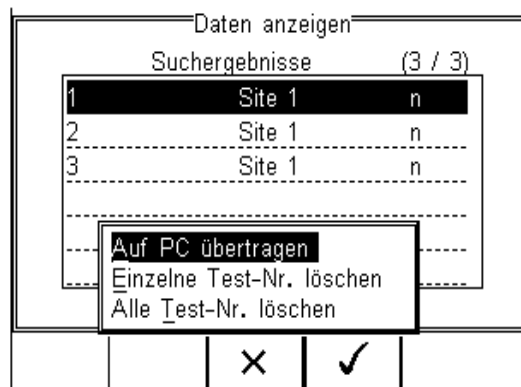 Daten anzeigen
Suchergebnisse (3 / 3)
1 Site 1 n
2 Site 1 n
3 Site 1 n
Auf PC übertragen
Einzelne Test-Nr. löschen
Alle Test-Nr. löschen